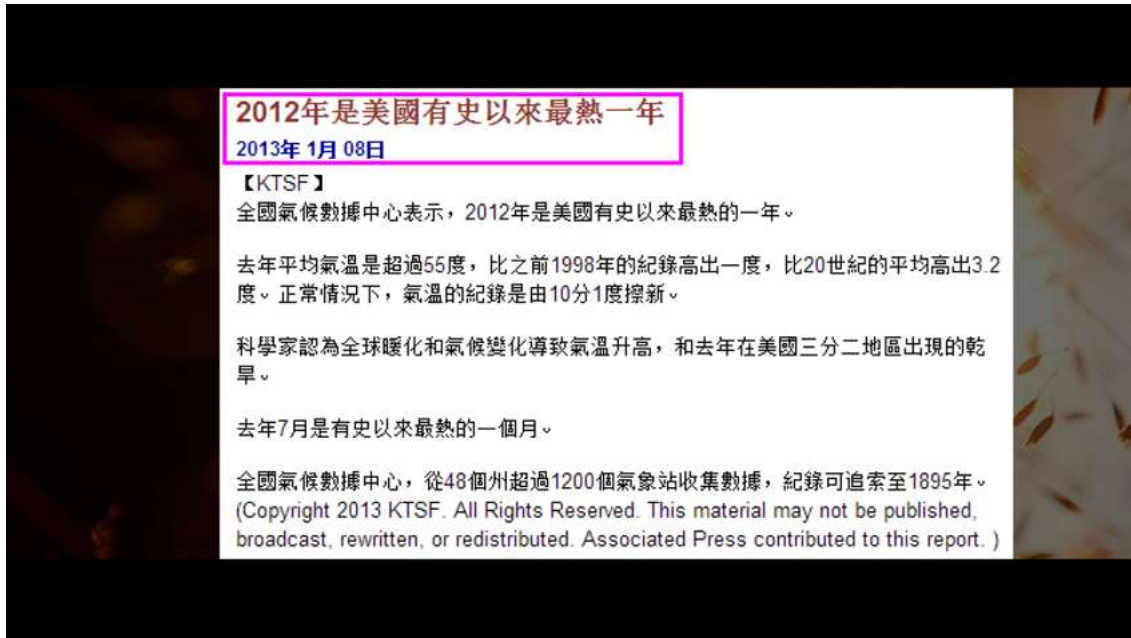 2012年是美國有史以來最熱一年
2013年 1月 08日
【KTSF】
全國氣候數據中心表示，2012年是美國有史以來最熱的一年。
去年平均氣溫是超過55度，比之前1998年的紀錄高出一度，比20世紀的平均高出3.2
度。正常情況下，氣溫的紀錄是由10分1度擦新。
科學家認為全球暖化和氣候變化導致氣溫升高，和去年在美國三分二地區出現的乾
旱。
去年7月是有史以來最熱的一個月。
全國氣候數據中心，從48個州超過1200個氣象站收集數據，紀錄可追索至1895年。
(Copyright 2013 KTSF. All Rights Reserved. This material may not be published,
broadcast, rewritten, or redistributed. Associated Press contributed to this report. )